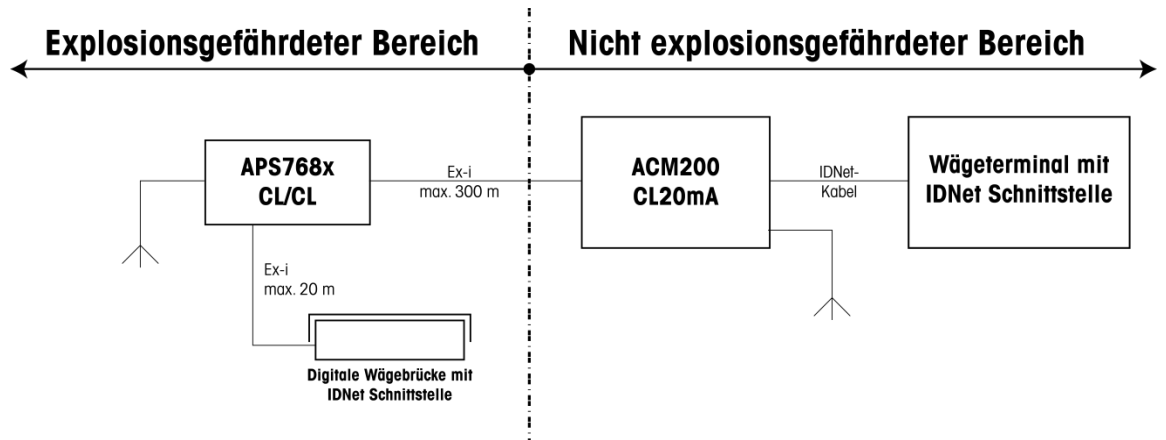 Explosionsgefährdeter Bereich
Nicht explosionsgefährdeter Bereich
APS768x
CL/CL
Ex-i
max. 300 m
ACM200
CL20mA
IDNet-
Kabel
Wägeterminal mit
IDNet Schnittstelle
Ex-i
max. 20 m
Digitale Wägebrücke mit
IDNet Schnittstelle